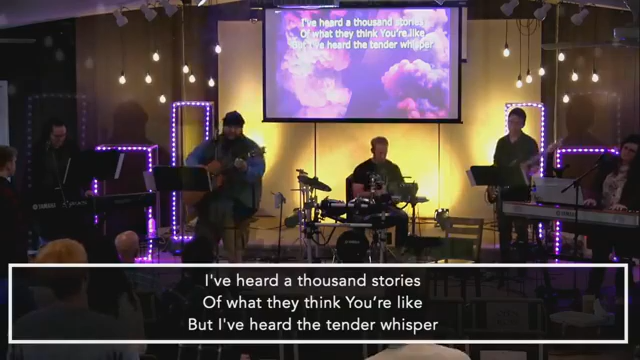 I've heard a thousand stories
Of what they think You're like
But I've heard the tender whisper
YAMAHA
YAMAHA
I've heard a thousand stories
Of what they think You're like
But I've heard the tender whisper